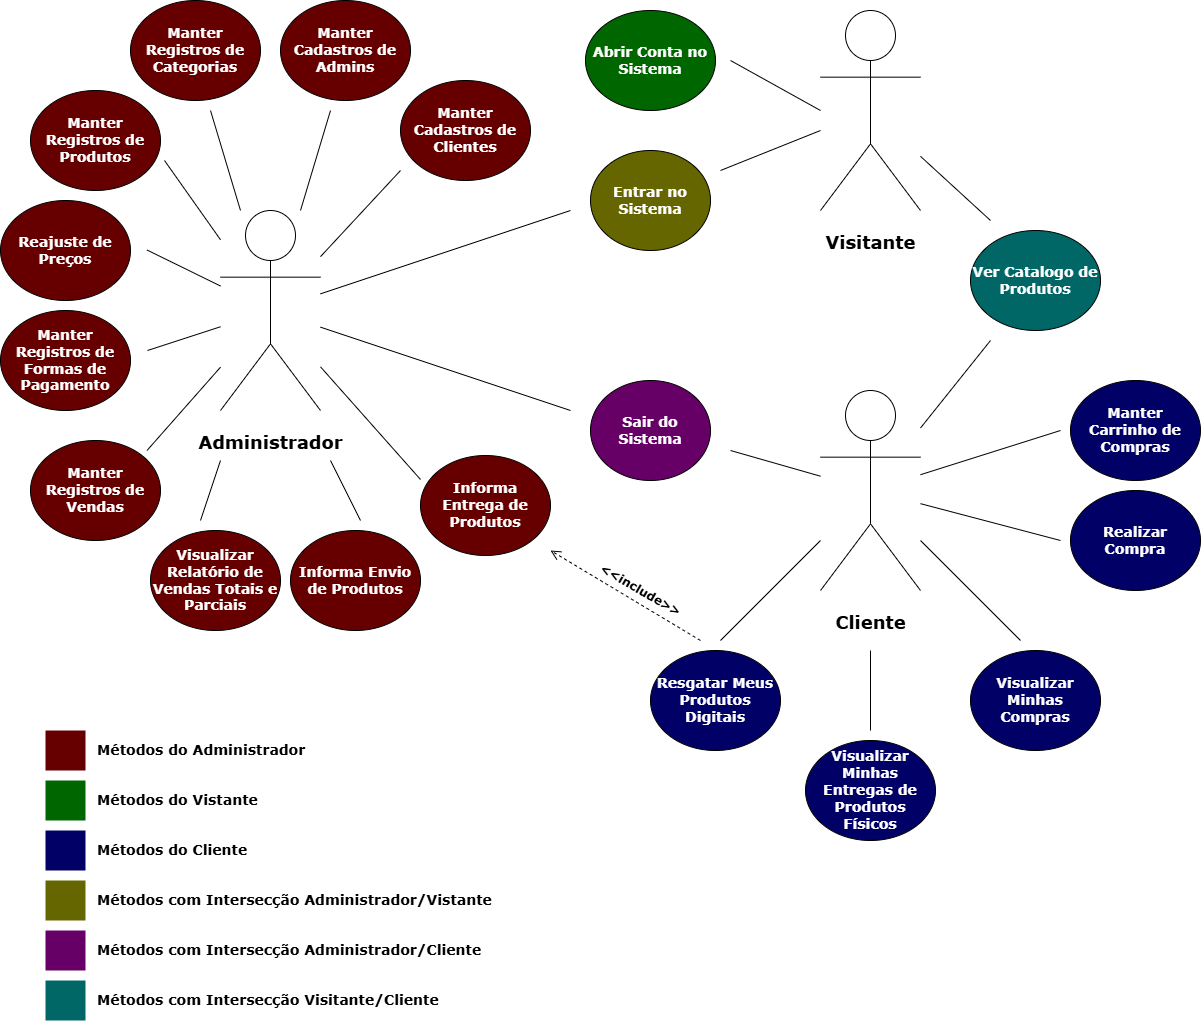 Manter
Registros de
Categorias
Manter
Cadastros de
Admins
Abrir Conta no
Sistema
Manter
Registros de
Produtos
Manter
Cadastros de
Clientes
Entrar no
Sistema
Reajuste de
Preços
Visitante
Ver Catalogo de
Produtos
Manter
Registros de
Formas de
Pagamento
Administrador
Sair do
Sistema
Manter
Carrinho de
Compras
Manter
Registros de
Vendas
Informa
Entrega de
Produtos
Realizar
Compra
Visualizar
Relatório de
Vendas Totais e
Parciais
Informa Envio
de Produtos
<<include>>
Cliente
Resgatar Meus
Produtos
Digitais
Visualizar
Minhas
Compras
Visualizar
Minhas
Entregas de
Produtos
Físicos
Métodos do Administrador
Métodos do Vistante
Métodos do Cliente
Métodos com Intersecção Administrador/Vistante
Métodos com Intersecção Administrador/Cliente
Métodos com Intersecção Visitante/Cliente